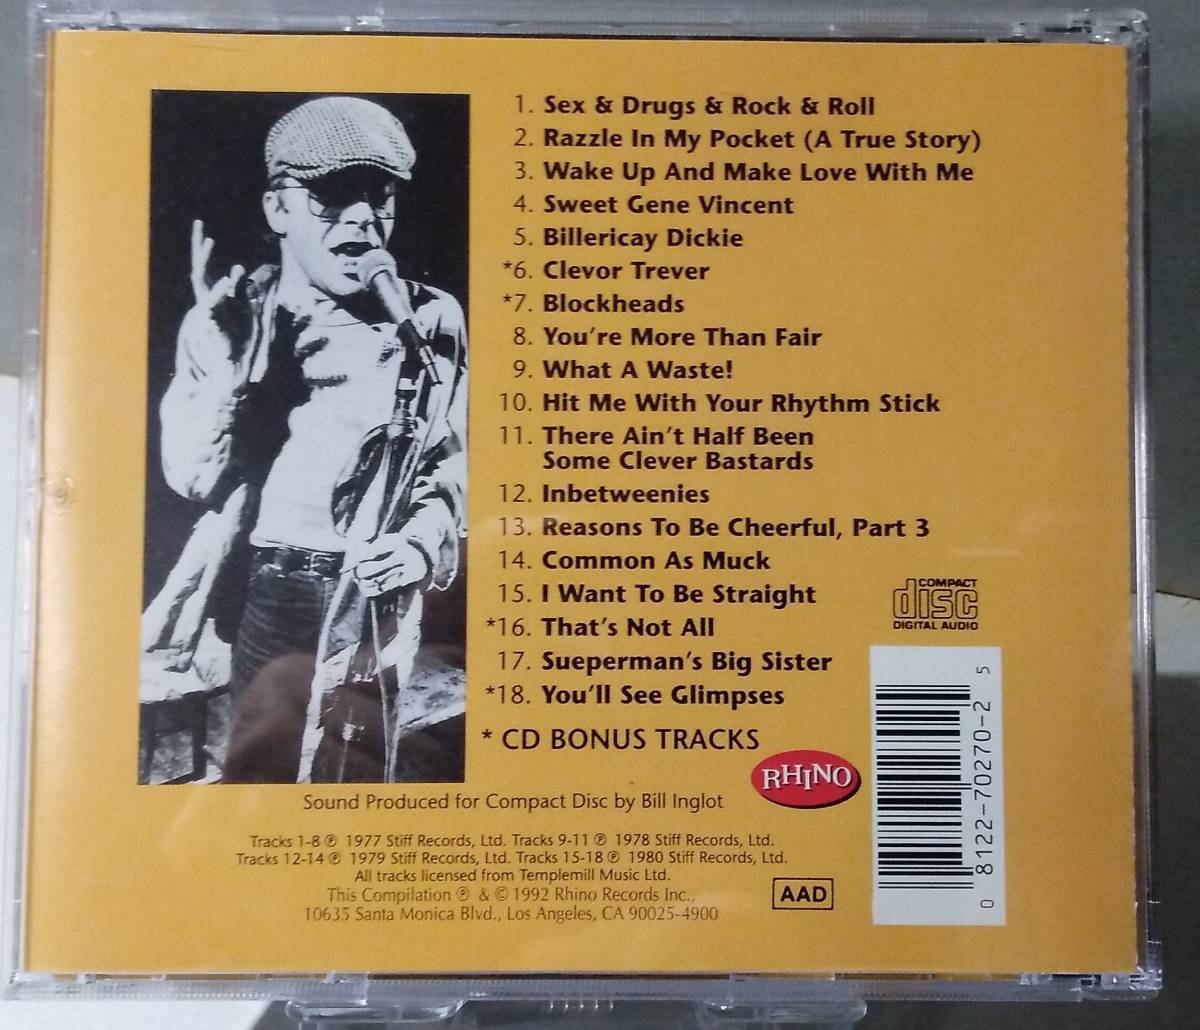 1. Sex & Drugs & Rock & Roll
2. Razzle In My Pocket (A True Story)
3. Wake Up And Make Love With Me
4. Sweet Gene Vincent
5. Billericay Dickie
*6. Clevor Trever
*7. Blockheads
8. You're More Than Fair
9. What A Waste!
10. Hit Me With Your Rhythm Stick
11. There Ain't Half Been
Some Clever Bastards
12. Inbetweenies
13. Reasons To Be Cheerful, Part 3
14. Common As Muck
15. I Want To Be Straight
*16. That's Not All
17. Sueperman's Big Sister
*18. You'll See Glimpses
* CD BONUS TRACKS
COMPACT
disc
DIGITAL AUDIO
RHINO
Sound Produced for Compact Disc by Bill Inglot
Tracks 1-8 ℗ 1977 Stiff Records, Ltd. Tracks 9-11 ℗ 1978 Stiff Records, Ltd.
Tracks 12-14 ℗ 1979 Stiff Records, Ltd. Tracks 15-18 ℗ 1980 Stiff Records, Ltd.
All tracks licensed from Templemill Music Ltd.
This Compilation ℗ & © 1992 Rhino Records Inc.,
10635 Santa Monica Blvd., Los Angeles, CA 90025-4900
AAD
0 8122-70270-2 5